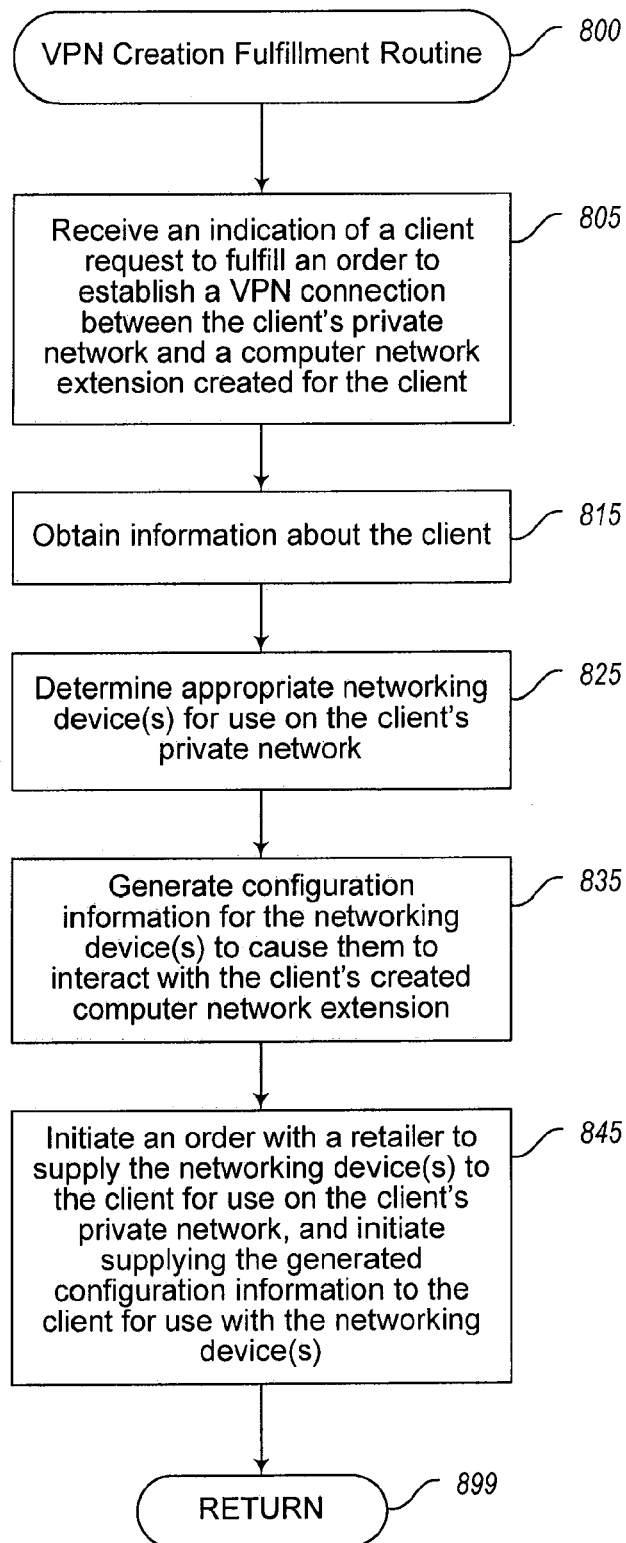 VPN Creation Fulfillment Routine
800
Receive an indication of a client
request to fulfill an order to
establish a VPN connection
between the client's private
network and a computer network
extension created for the client
805
Obtain information about the client
815
Determine appropriate networking
device(s) for use on the client's
private network
825
Generate configuration
information for the networking
device(s) to cause them to
interact with the client's created
computer network extension
835
Initiate an order with a retailer to
supply the networking device(s) to
the client for use on the client's
private network, and initiate
supplying the generated
configuration information to the
client for use with the networking
device(s)
845
RETURN
899